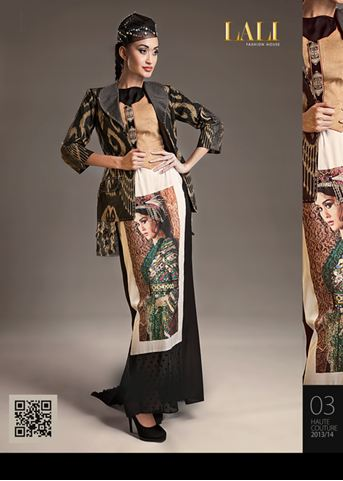 LALI
FASHION HOUSE
03
HAUTE
COUTURE
2013/14